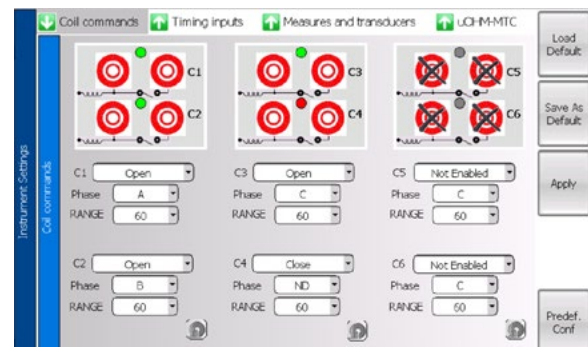 Coil commands
Timing inputs
Measures and transducers
uOHM-MTC
Load Default
Save As Default
Apply
Predef. Conf
Instrument Settings
Coil commands
C1
C2
C3
C4
C5
C6
C1 Open
Phase A
RANGE 60
C3 Open
Phase C
RANGE 60
C5 Not Enabled
Phase C
RANGE 60
C2 Open
Phase B
RANGE 60
C4 Close
Phase ND
RANGE 60
C6 Not Enabled
Phase C
RANGE 60